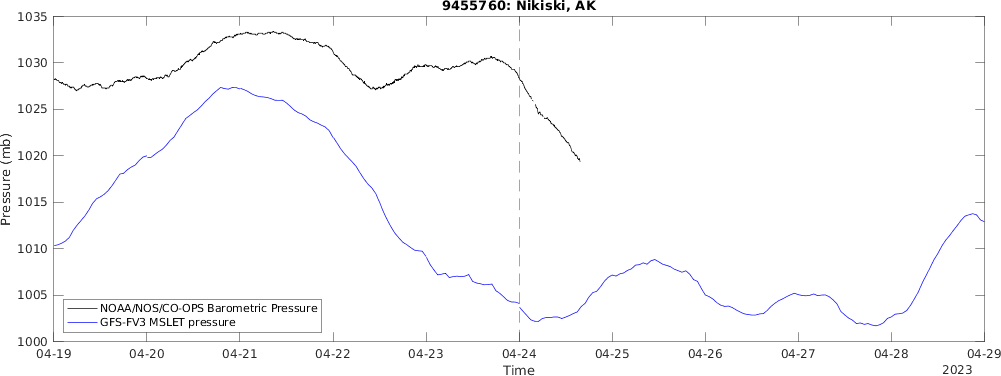 9455760: Nikiski, AK
1035
1030
1025
1020
1015
1010
1005
1000
Pressure (mb)
NOAA/NOS/CO-OPS Barometric Pressure
GFS-FV3 MSLET pressure
04-19 04-20 04-21 04-22 04-23 04-24 04-25 04-26 04-27 04-28 04-29
Time
2023